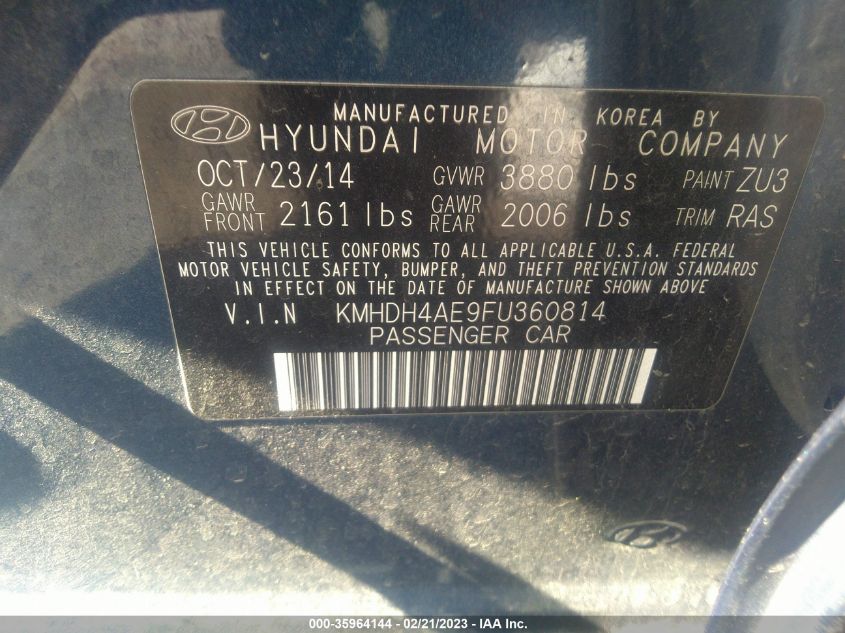 MANUFACTURED IN KOREA BY
HYUNDAI MOTOR COMPANY
OCT/23/14 GVWR 3880 lbs PAINT ZU3
GAWR FRONT 2161 lbs GAWR REAR 2006 lbs TRIM RAS
THIS VEHICLE CONFORMS TO ALL APPLICABLE U.S.A. FEDERAL
MOTOR VEHICLE SAFETY, BUMPER, AND THEFT PREVENTION STANDARDS
IN EFFECT ON THE DATE OF MANUFACTURE SHOWN ABOVE
V.I.N KMHDH4AE9FU360814
PASSENGER CAR
000-35964144 - 02/21/2023 - © IAA Inc.